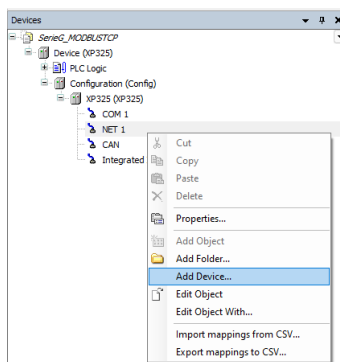 Devices
SerieG_MODBUSTCP
Device (XP325)
PLC Logic
Configuration (Config)
XP325 (XP325)
COM 1
NET 1
CAN
Integrated
Cut
Copy
Paste
Delete
Properties...
Add Object
Add Folder...
Add Device...
Edit Object
Edit Object With...
Import mappings from CSV...
Export mappings to CSV...